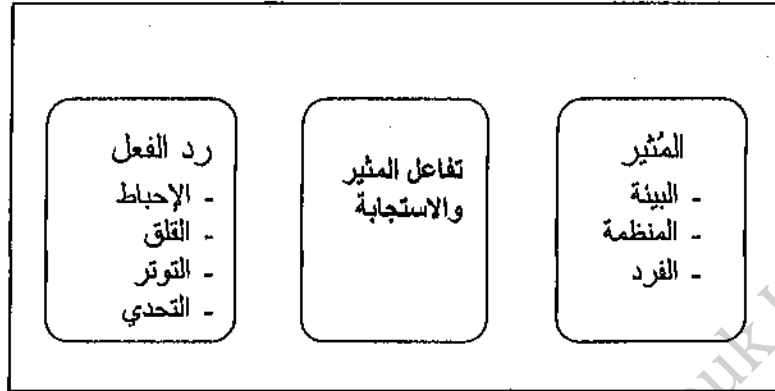 المُثير
- البيئة
- المنظمة
- الفرد
تفاعل المثير
والاستجابة
رد الفعل
- الإحباط
- القلق
- التوتر
- التحدي